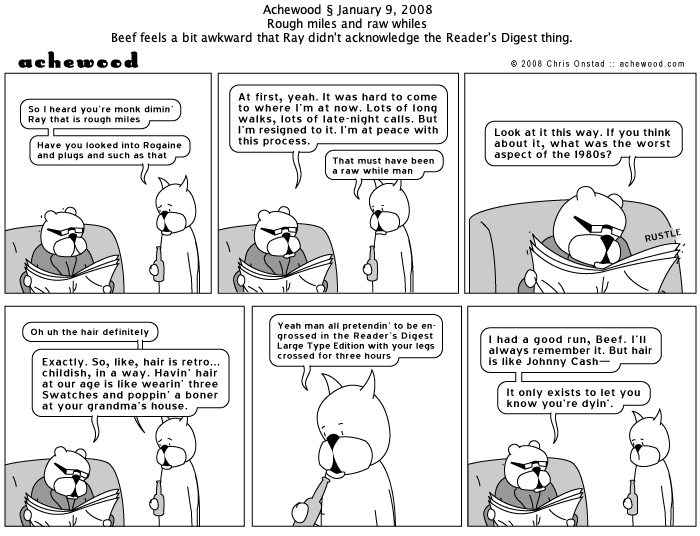 Achewood § January 9, 2008
Rough miles and raw whiles
Beef feels a bit awkward that Ray didn't acknowledge the Reader's Digest thing.
achewood
© 2008 Chris Onstad :: achewood.com
So I heard you're monk dimin'
Ray that is rough miles
Have you looked into Rogaine
and plugs and such as that
At first, yeah. It was hard to come
to where I'm at now. Lots of long
walks, lots of late-night calls. But
I'm resigned to it. I'm at peace with
this process.
That must have been
a raw while man
Look at it this way. If you think
about it, what was the worst
aspect of the 1980s?
RUSTLE
Oh uh the hair definitely
Exactly. So, like, hair is retro...
childish, in a way. Havin' hair
at our age is like wearin' three
Swatches and poppin' a boner
at your grandma's house.
Yeah man all pretendin' to be en-
grossed in the Reader's Digest
Large Type Edition with your legs
crossed for three hours
I had a good run, Beef. I'll
always remember it. But hair
is like Johnny Cash—
It only exists to let you
know you're dyin'.